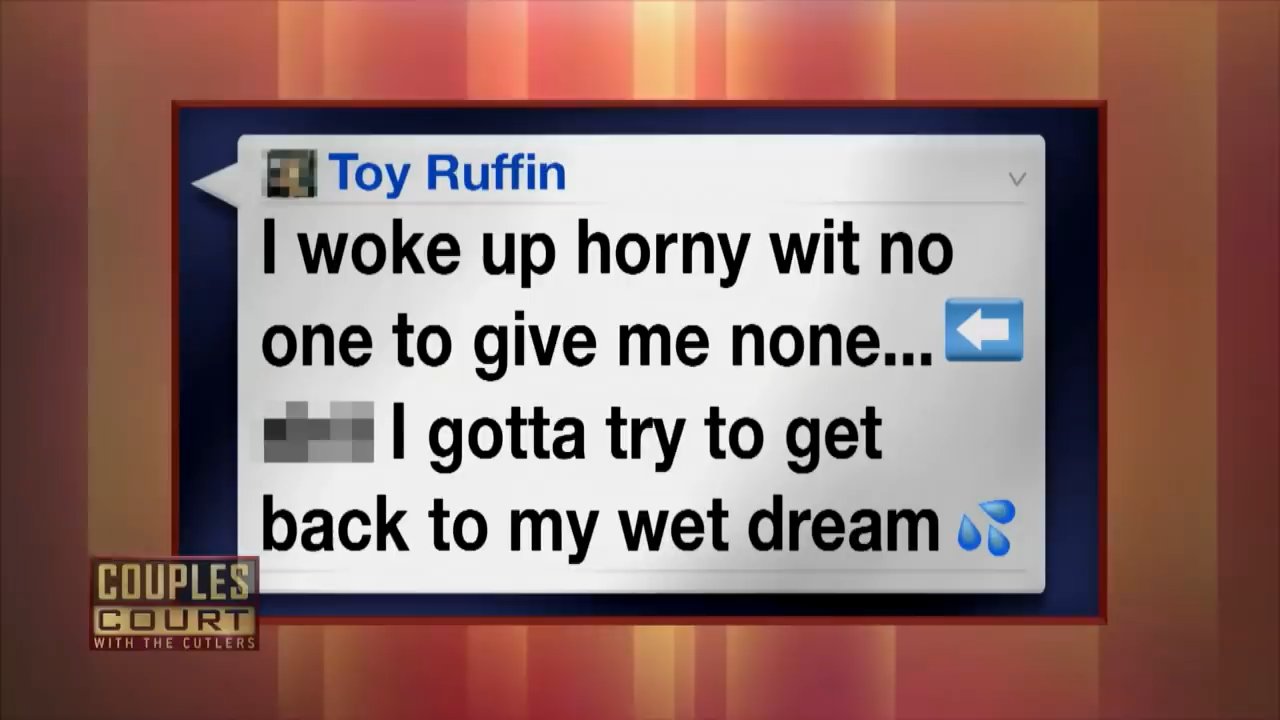 Toy Ruffin
I woke up horny wit no
one to give me none...⬅️
I gotta try to get
back to my wet dream 💦
COUPLES
COURT
WITH THE CUTLERS